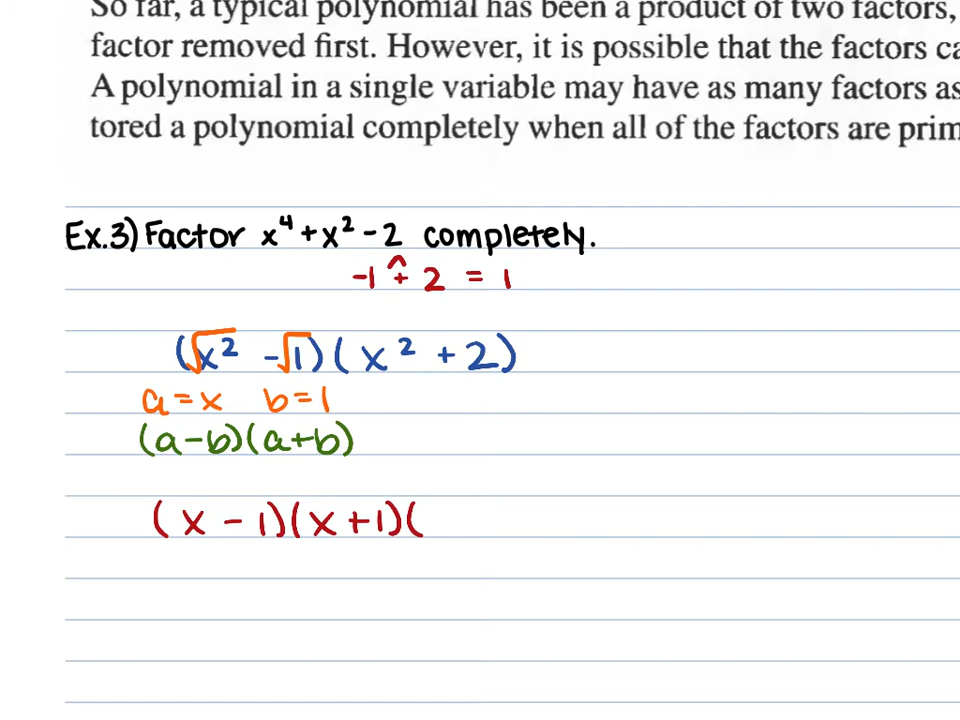 So far, a typical polynomial has been a product of two factors,
factor removed first. However, it is possible that the factors ca
A polynomial in a single variable may have as many factors as
tored a polynomial completely when all of the factors are prim
Ex.3) Factor x⁴+x²-2 completely.
-1 + 2 = 1
(√x² -√1)(x² +2)
a=x b=1
(a-b)(a+b)
(x - 1)(x +1)(